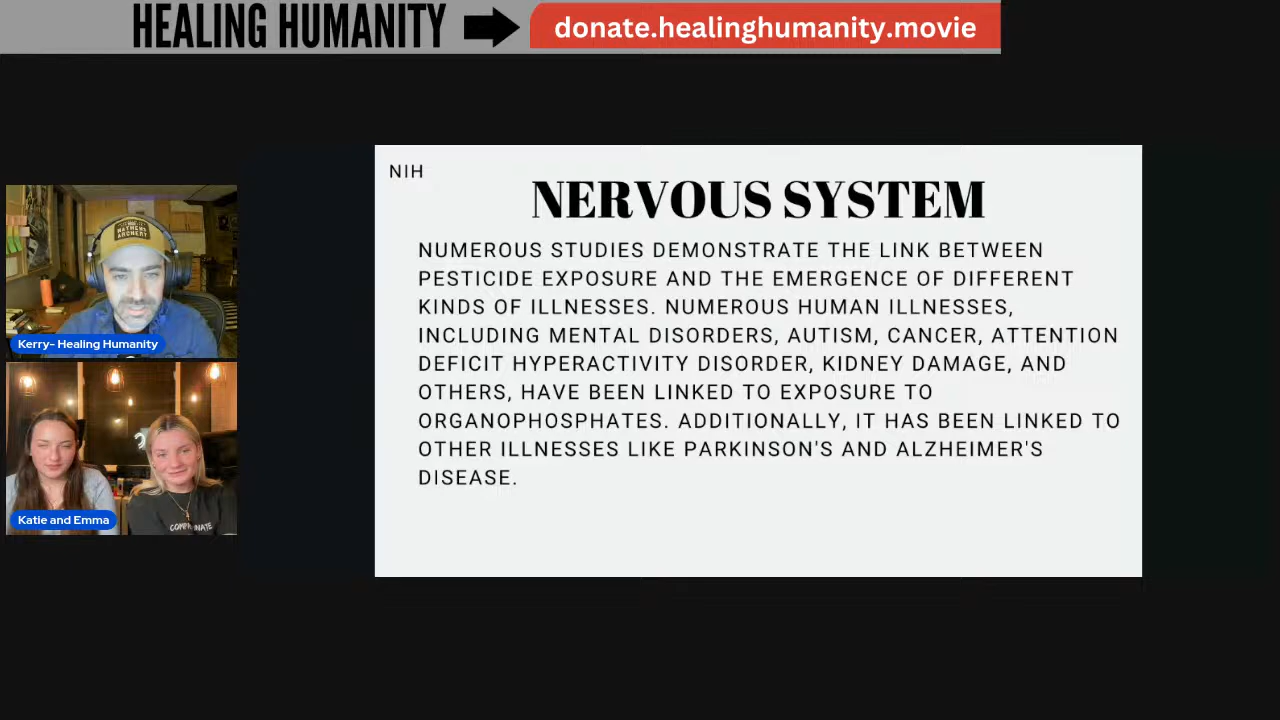 HEALING HUMANITY
donate.healinghumanity.movie
NIH
NERVOUS SYSTEM
NUMEROUS STUDIES DEMONSTRATE THE LINK BETWEEN
PESTICIDE EXPOSURE AND THE EMERGENCE OF DIFFERENT
KINDS OF ILLNESSES. NUMEROUS HUMAN ILLNESSES,
INCLUDING MENTAL DISORDERS, AUTISM, CANCER, ATTENTION
DEFICIT HYPERACTIVITY DISORDER, KIDNEY DAMAGE, AND
OTHERS, HAVE BEEN LINKED TO EXPOSURE TO
ORGANOPHOSPHATES. ADDITIONALLY, IT HAS BEEN LINKED TO
OTHER ILLNESSES LIKE PARKINSON'S AND ALZHEIMER'S
DISEASE.
MATHEWS
ARCHERY
Kerry- Healing Humanity
Katie and Emma